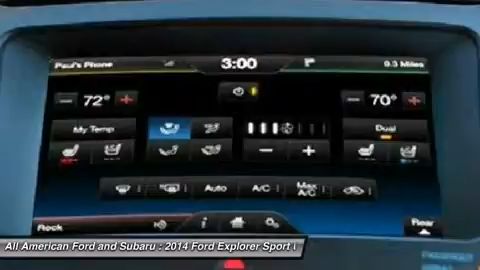 Paul's Phone 3:00 9.3 Miles
72° 70°
My Temp Dual
Auto A/C Max A/C
Rock Rear
All American Ford and Subaru : 2014 Ford Explorer Sport